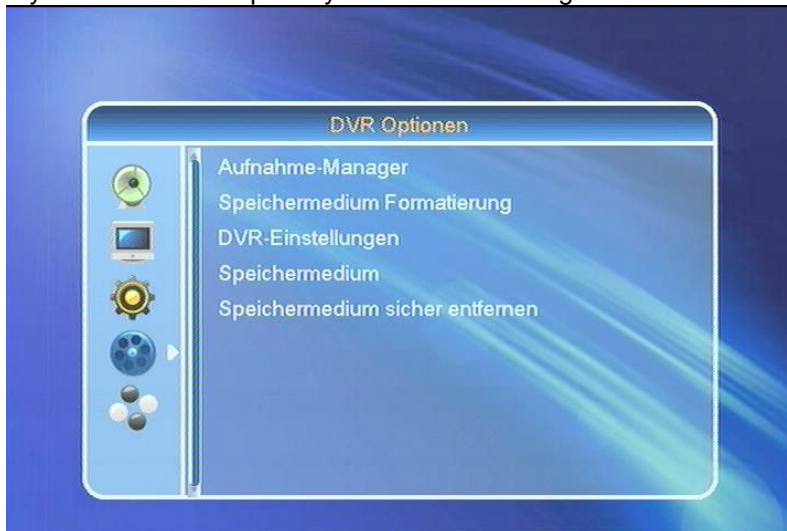 DVR Optionen
Aufnahme-Manager
Speichermedium Formatierung
DVR-Einstellungen
Speichermedium
Speichermedium sicher entfernen